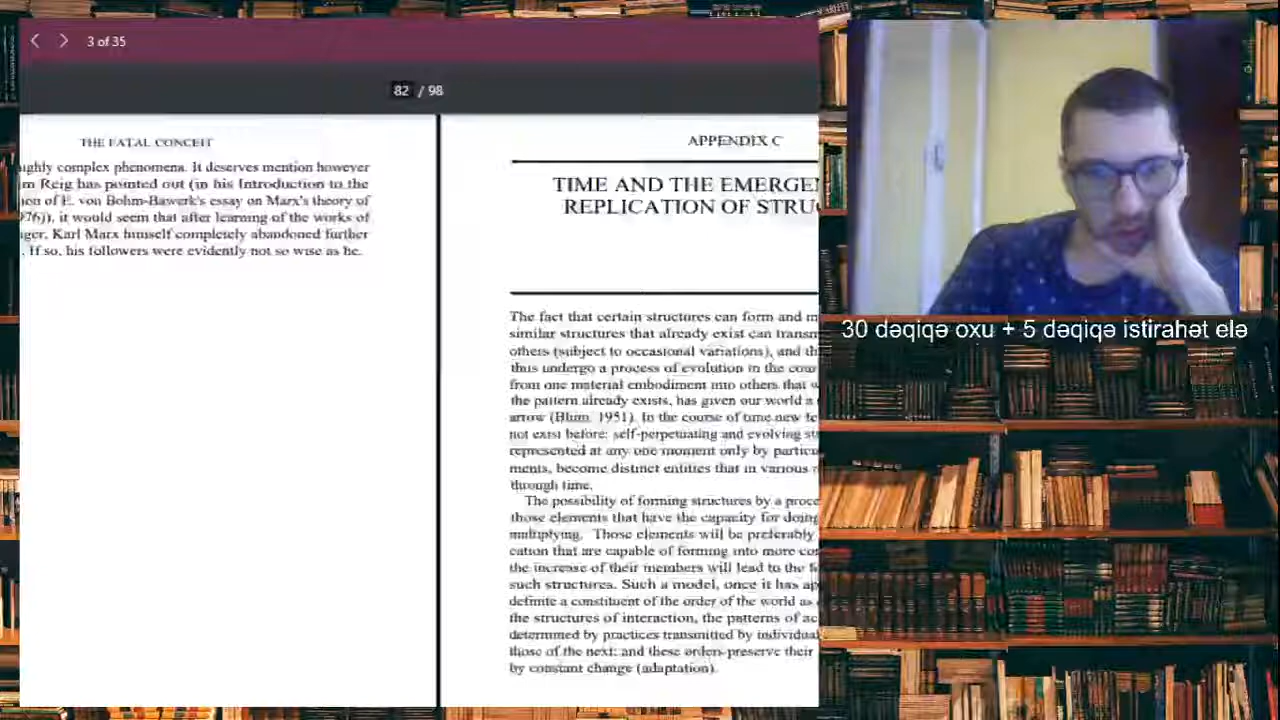 3 of 35
82 / 98
THE FATAL CONCEIT
ighly complex phenomena. It deserves mention however
m Reig has pointed out (in his Introduction to the
on of E. von Bohm-Bawerk's essay on Marx's theory of
976)), it would seem that after learning of the works of
ger, Karl Marx himself completely abandoned further
. If so, his followers were evidently not so wise as he.
APPENDIX C
TIME AND THE EMERGEN
REPLICATION OF STRUC
The fact that certain structures can form and m
similar structures that already exist can transm
others (subject to occasional variations), and th
thus undergo a process of evolution in the cour
from one material embodiment into others that w
the pattern already exists, has given our world a
arrow (Blum, 1951). In the course of time new fe
not exist before: self-perpetuating and evolving str
represented at any one moment only by particu
ments, become distinct entities that in various
through time.
The possibility of forming structures by a proce
those elements that have the capacity for doing
multiplying. Those elements will be preferably
cation that are capable of forming into more com
the increase of their members will lead to the f
such structures. Such a model, once it has ap
definite a constituent of the order of the world as
the structures of interaction, the patterns of ac
determined by practices transmitted by individual
those of the next; and these orders preserve their
by constant change (adaptation).
30 dəqiqə oxu + 5 dəqiqə istirahət elə